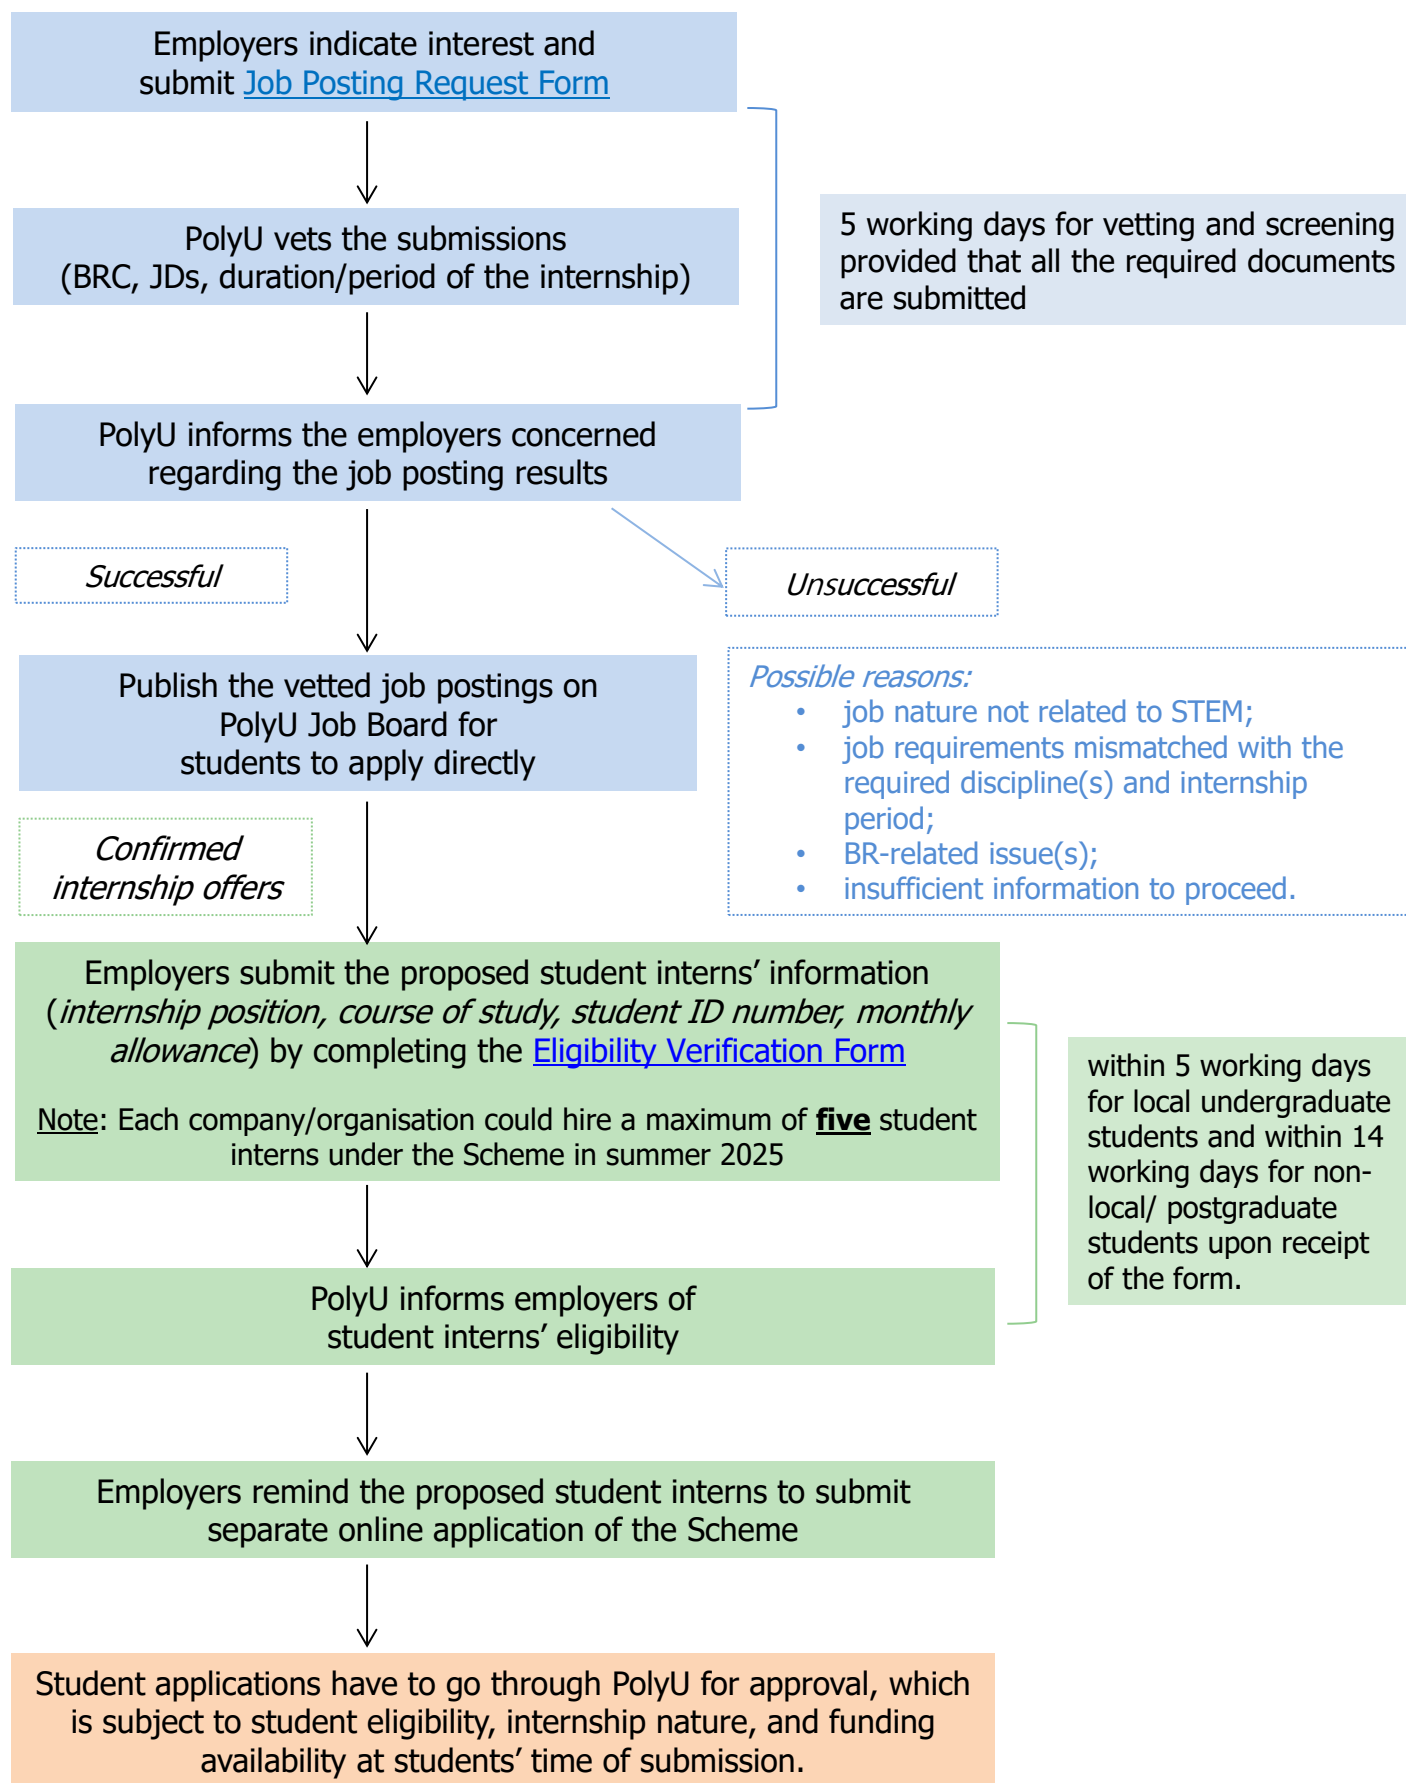 Employers indicate interest and
submit Job Posting Request Form
PolyU vets the submissions
(BRC, JDs, duration/period of the internship)
5 working days for vetting and screening
provided that all the required documents
are submitted
PolyU informs the employers concerned
regarding the job posting results
Successful
Unsuccessful
Publish the vetted job postings on
PolyU Job Board for
students to apply directly
Possible reasons:
• job nature not related to STEM;
• job requirements mismatched with the
required discipline(s) and internship
period;
• BR-related issue(s);
• insufficient information to proceed.
Confirmed
internship offers
Employers submit the proposed student interns’ information
(internship position, course of study, student ID number, monthly
allowance) by completing the Eligibility Verification Form
Note: Each company/organisation could hire a maximum of five student
interns under the Scheme in summer 2025
within 5 working days
for local undergraduate
students and within 14
working days for non-
local/ postgraduate
students upon receipt
of the form.
PolyU informs employers of
student interns’ eligibility
Employers remind the proposed student interns to submit
separate online application of the Scheme
Student applications have to go through PolyU for approval, which
is subject to student eligibility, internship nature, and funding
availability at students’ time of submission.